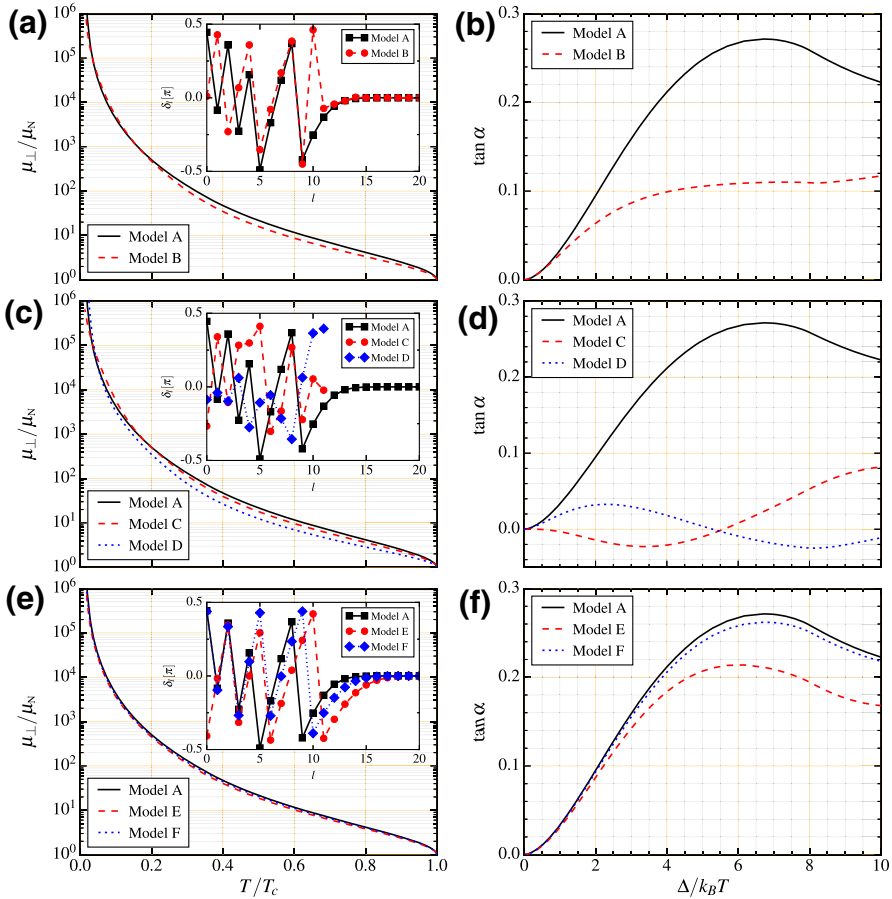 (a)
10^6
10^5
10^4
10^3
10^2
10^1
10^0
μ⊥/μN
Model A
Model B
0.5
0.0
-0.5
δl[π]
0 5 10 15 20
l
Model A
Model B
(b)
0.3
0.2
0.1
0.0
tan α
Model A
Model B
(c)
10^6
10^5
10^4
10^3
10^2
10^1
10^0
μ⊥/μN
Model A
Model C
Model D
0.5
0.0
-0.5
δl[π]
0 5 10 15 20
l
Model A
Model C
Model D
(d)
0.3
0.2
0.1
0.0
tan α
Model A
Model C
Model D
(e)
10^6
10^5
10^4
10^3
10^2
10^1
10^0
μ⊥/μN
Model A
Model E
Model F
0.5
0.0
-0.5
δl[π]
0 5 10 15 20
l
Model A
Model E
Model F
0.0 0.2 0.4 0.6 0.8 1.0
T/Tc
(f)
0.3
0.2
0.1
0.0
tan α
Model A
Model E
Model F
0 2 4 6 8 10
Δ/kBT